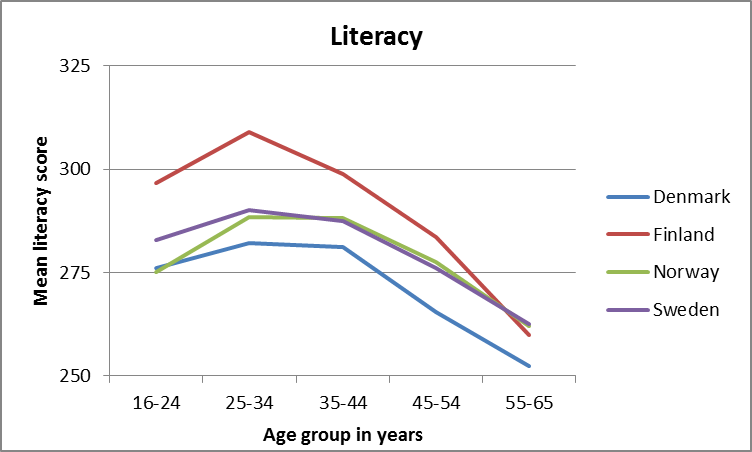 Literacy
325
300
275
250
Mean literacy score
16-24 25-34 35-44 45-54 55-65
Age group in years
Denmark
Finland
Norway
Sweden